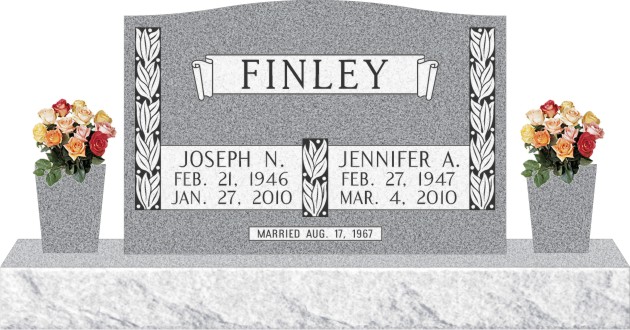 FINLEY
JOSEPH N.
FEB. 21, 1946
JAN. 27, 2010
JENNIFER A.
FEB. 27, 1947
MAR. 4, 2010
MARRIED AUG. 17, 1967